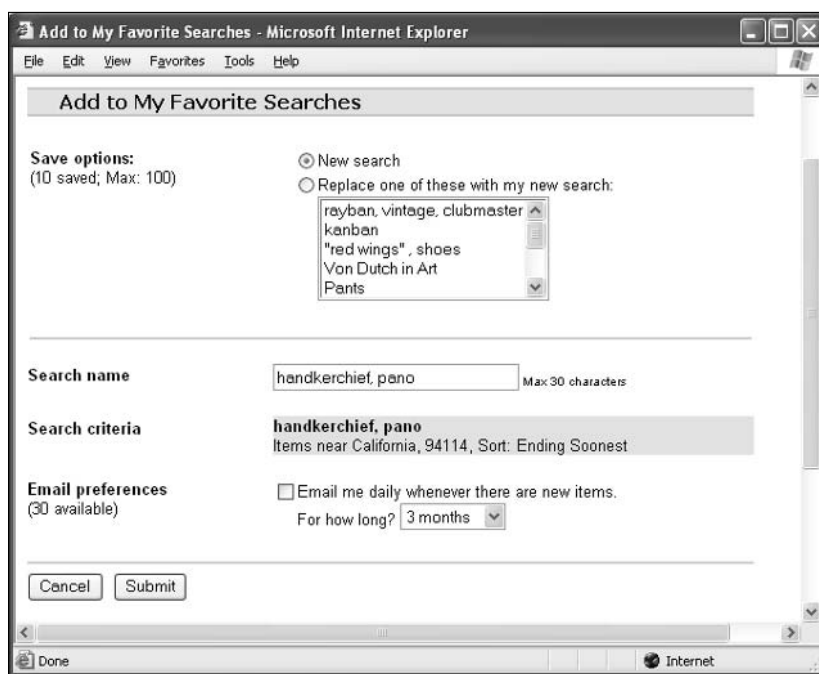 Add to My Favorite Searches - Microsoft Internet Explorer
File Edit View Favorites Tools Help
Add to My Favorite Searches
Save options:
(10 saved; Max: 100)
New search
Replace one of these with my new search:
rayban, vintage, clubmaster
kanban
"red wings" , shoes
Von Dutch in Art
Pants
Search name
handkerchief, pano
Max 30 characters
Search criteria
handkerchief, pano
Items near California, 94114, Sort: Ending Soonest
Email preferences
(30 available)
Email me daily whenever there are new items.
For how long? 3 months
Cancel Submit
Done
Internet